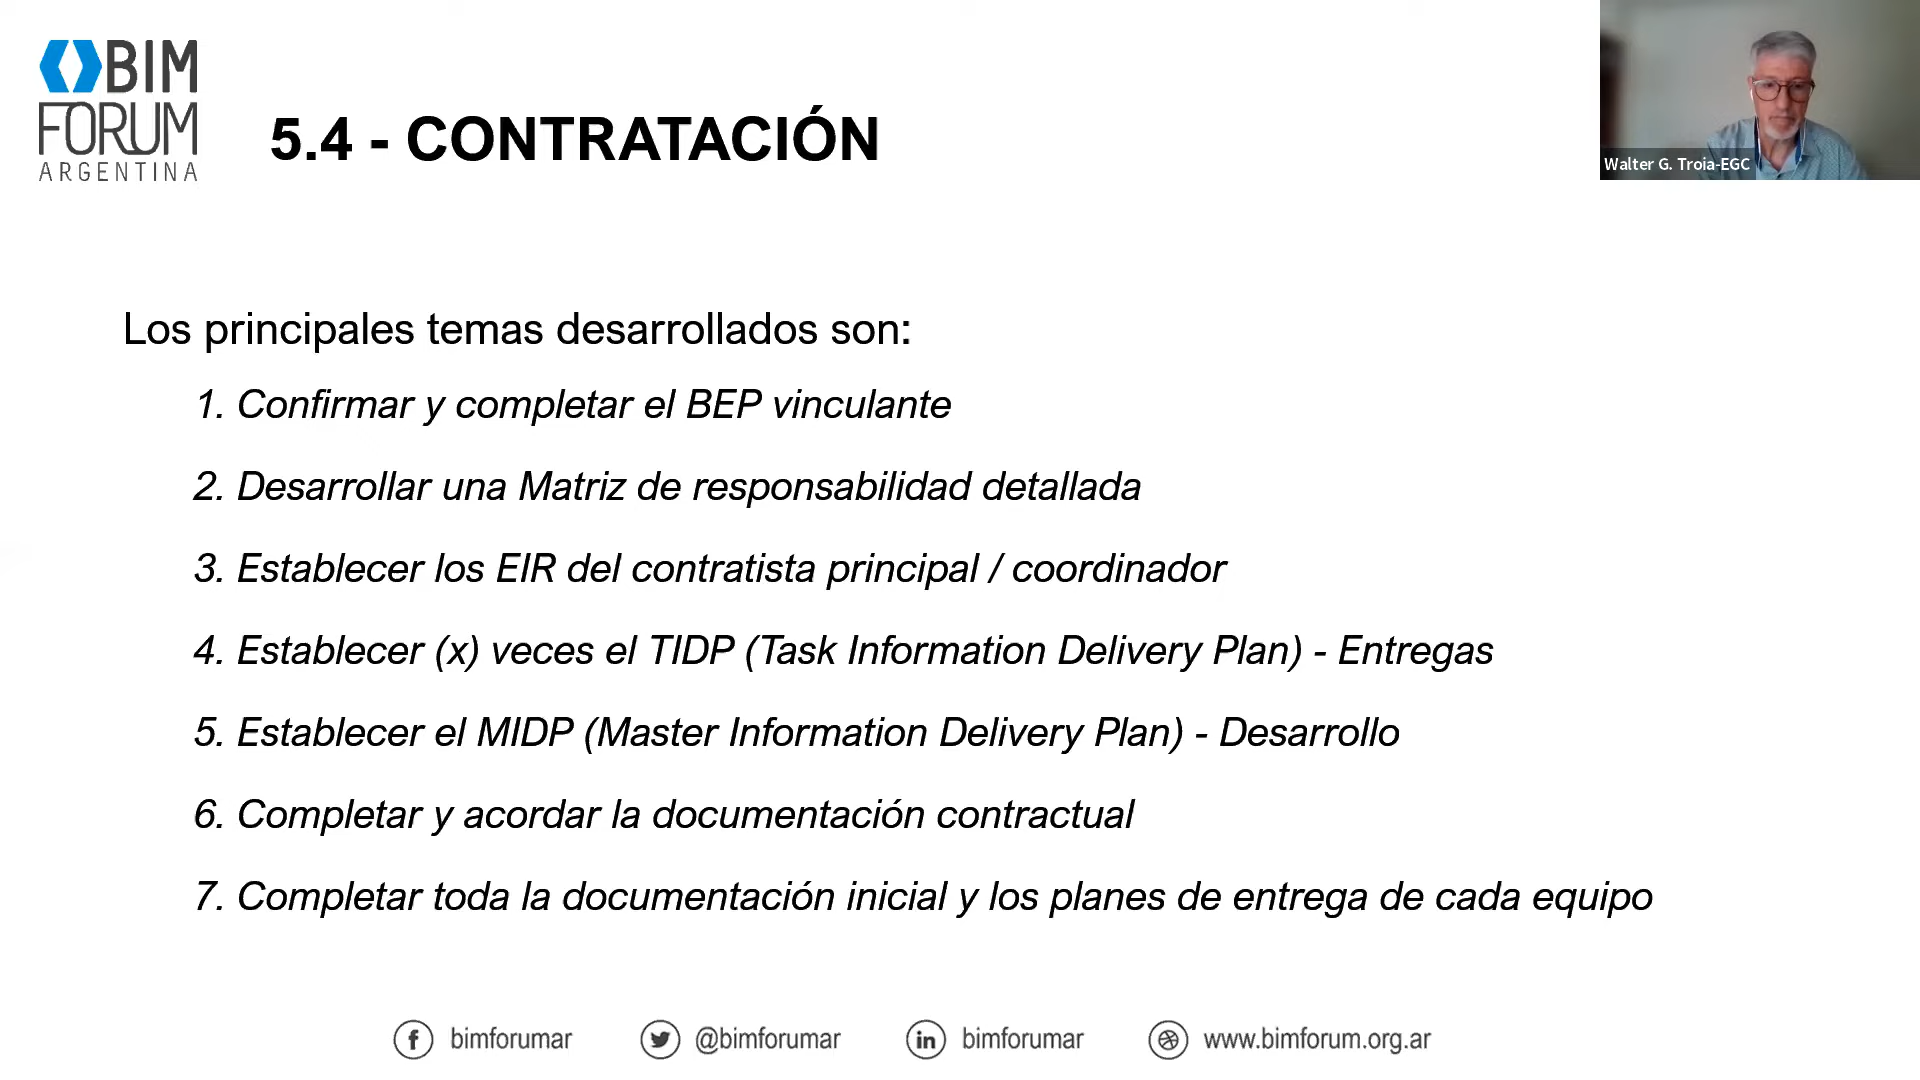 BIM
FORUM
ARGENTINA
5.4 - CONTRATACIÓN
Walter G. Troia-EGC
Los principales temas desarrollados son:
1. Confirmar y completar el BEP vinculante
2. Desarrollar una Matriz de responsabilidad detallada
3. Establecer los EIR del contratista principal / coordinador
4. Establecer (x) veces el TIDP (Task Information Delivery Plan) - Entregas
5. Establecer el MIDP (Master Information Delivery Plan) - Desarrollo
6. Completar y acordar la documentación contractual
7. Completar toda la documentación inicial y los planes de entrega de cada equipo
bimforumar @bimforumar bimforumar www.bimforum.org.ar